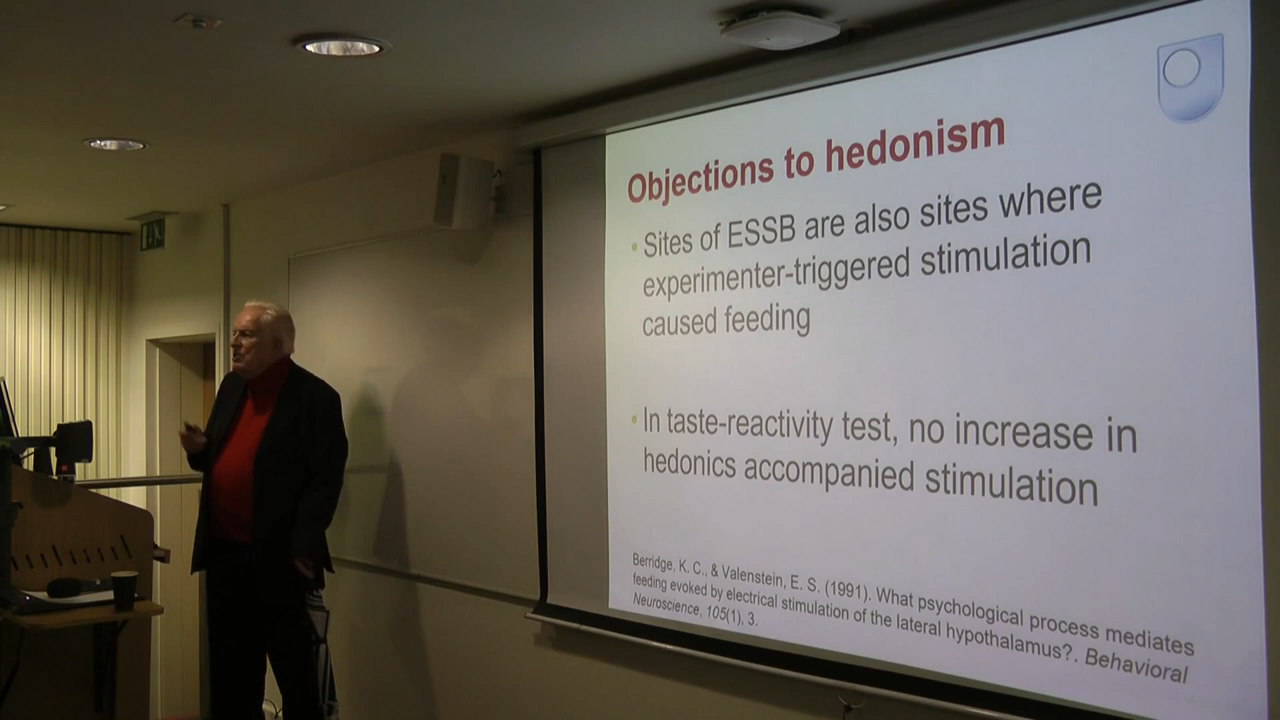 Objections to hedonism
• Sites of ESSB are also sites where
experimenter-triggered stimulation
caused feeding
• In taste-reactivity test, no increase in
hedonics accompanied stimulation
Berridge, K. C., & Valenstein, E. S. (1991). What psychological process mediates
feeding evoked by electrical stimulation of the lateral hypothalamus?. Behavioral
Neuroscience, 105(1), 3.